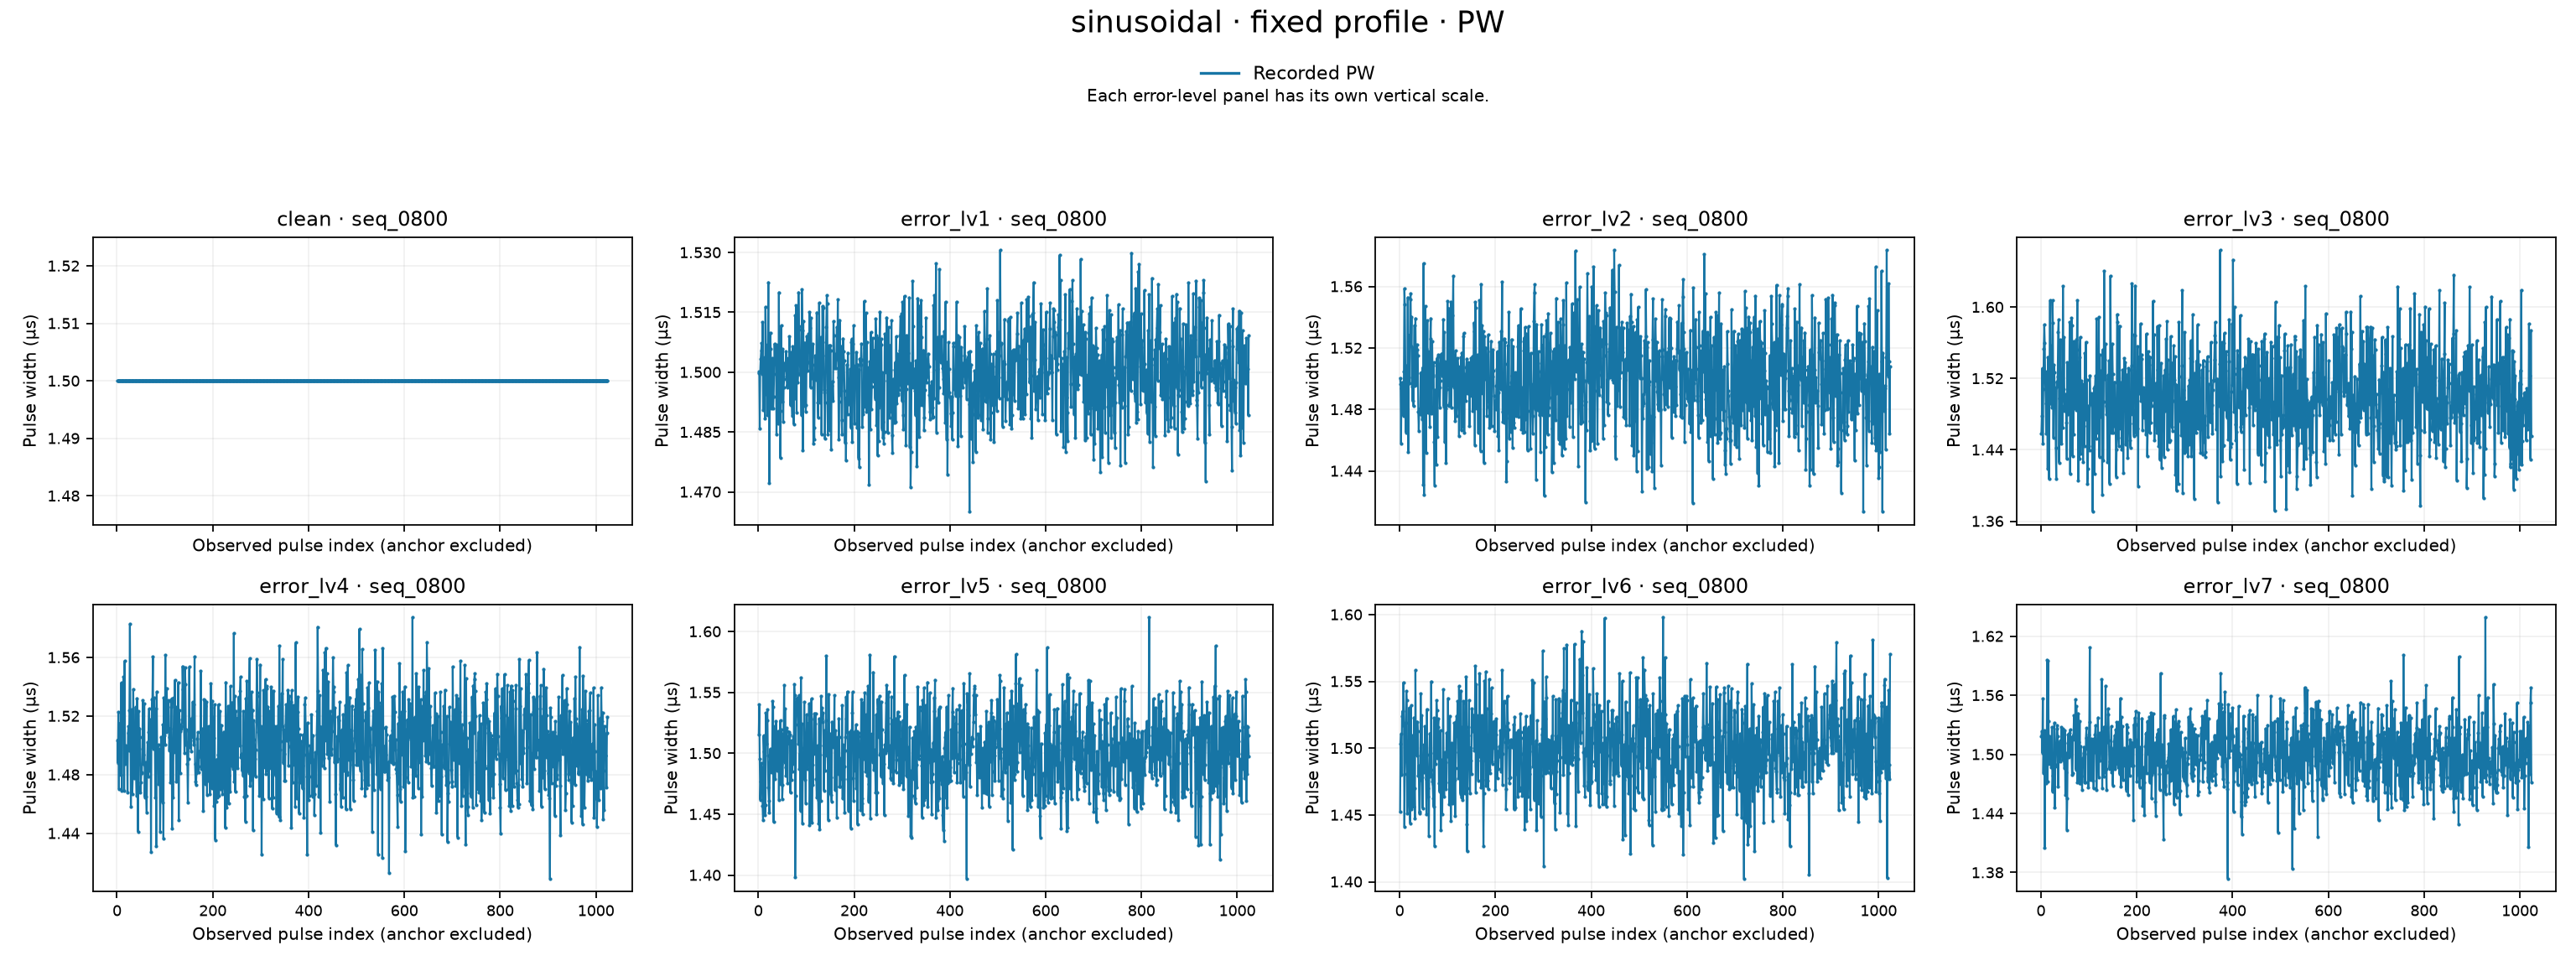 sinusoidal · fixed profile · PW
Recorded PW
Each error-level panel has its own vertical scale.
clean · seq_0800
1.52
1.51
1.50
1.49
1.48
Pulse width (µs)
Observed pulse index (anchor excluded)
error_lv1 · seq_0800
1.530
1.515
1.500
1.485
1.470
Pulse width (µs)
Observed pulse index (anchor excluded)
error_lv2 · seq_0800
1.56
1.52
1.48
1.44
Pulse width (µs)
Observed pulse index (anchor excluded)
error_lv3 · seq_0800
1.60
1.52
1.44
1.36
Pulse width (µs)
Observed pulse index (anchor excluded)
error_lv4 · seq_0800
1.56
1.52
1.48
1.44
Pulse width (µs)
0 200 400 600 800 1000
Observed pulse index (anchor excluded)
error_lv5 · seq_0800
1.60
1.55
1.50
1.45
1.40
Pulse width (µs)
0 200 400 600 800 1000
Observed pulse index (anchor excluded)
error_lv6 · seq_0800
1.60
1.55
1.50
1.45
1.40
Pulse width (µs)
0 200 400 600 800 1000
Observed pulse index (anchor excluded)
error_lv7 · seq_0800
1.62
1.56
1.50
1.44
1.38
Pulse width (µs)
0 200 400 600 800 1000
Observed pulse index (anchor excluded)